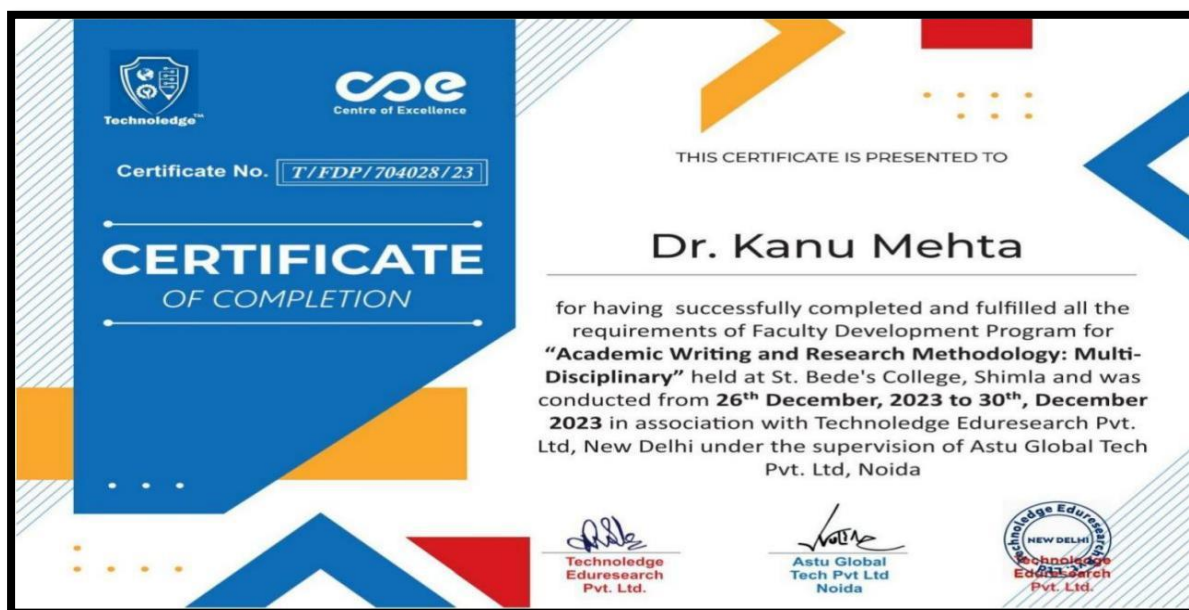 Technoledge™
coe
Centre of Excellence
Certificate No. T/FDP/704028/23
CERTIFICATE
OF COMPLETION
THIS CERTIFICATE IS PRESENTED TO
Dr. Kanu Mehta
for having successfully completed and fulfilled all the
requirements of Faculty Development Program for
“Academic Writing and Research Methodology: Multi-
Disciplinary” held at St. Bede's College, Shimla and was
conducted from 26th December, 2023 to 30th, December
2023 in association with Technoledge Eduresearch Pvt.
Ltd, New Delhi under the supervision of Astu Global Tech
Pvt. Ltd, Noida
Technoledge
Eduresearch
Pvt. Ltd.
Astu Global
Tech Pvt Ltd
Noida
Technoledge Eduresearch
NEW DELHI
Technoledge
Eduresearch
Pvt. Ltd.